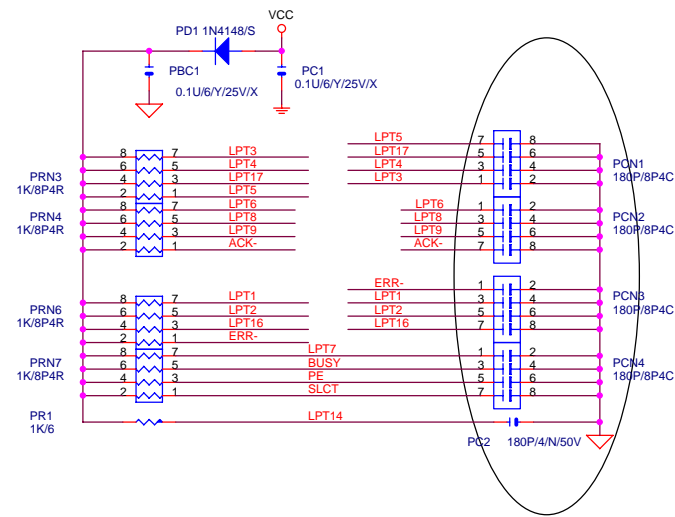 VCC
PD1 1N4148/S
PBC1
0.1U/6/Y/25V/X
PC1
0.1U/6/Y/25V/X
PRN3
1K/8P4R
8 7 LPT3
6 5 LPT4
4 3 LPT17
2 1 LPT5
PRN4
1K/8P4R
8 7 LPT6
6 5 LPT8
4 3 LPT9
2 1 ACK-
LPT5 7 8
LPT17 5 6
LPT4 3 4
LPT3 1 2
PCN1
180P/8P4C
LPT6 1 2
LPT8 3 4
LPT9 5 6
ACK- 7 8
PCN2
180P/8P4C
PRN6
1K/8P4R
8 7 LPT1
6 5 LPT2
4 3 LPT16
2 1 ERR-
ERR- 1 2
LPT1 3 4
LPT2 5 6
LPT16 7 8
PCN3
180P/8P4C
PRN7
1K/8P4R
8 7 LPT7 1 2
6 5 BUSY 3 4
4 3 PE 5 6
2 1 SLCT 7 8
PCN4
180P/8P4C
PR1
1K/6
LPT14
PC2 180P/4/N/50V